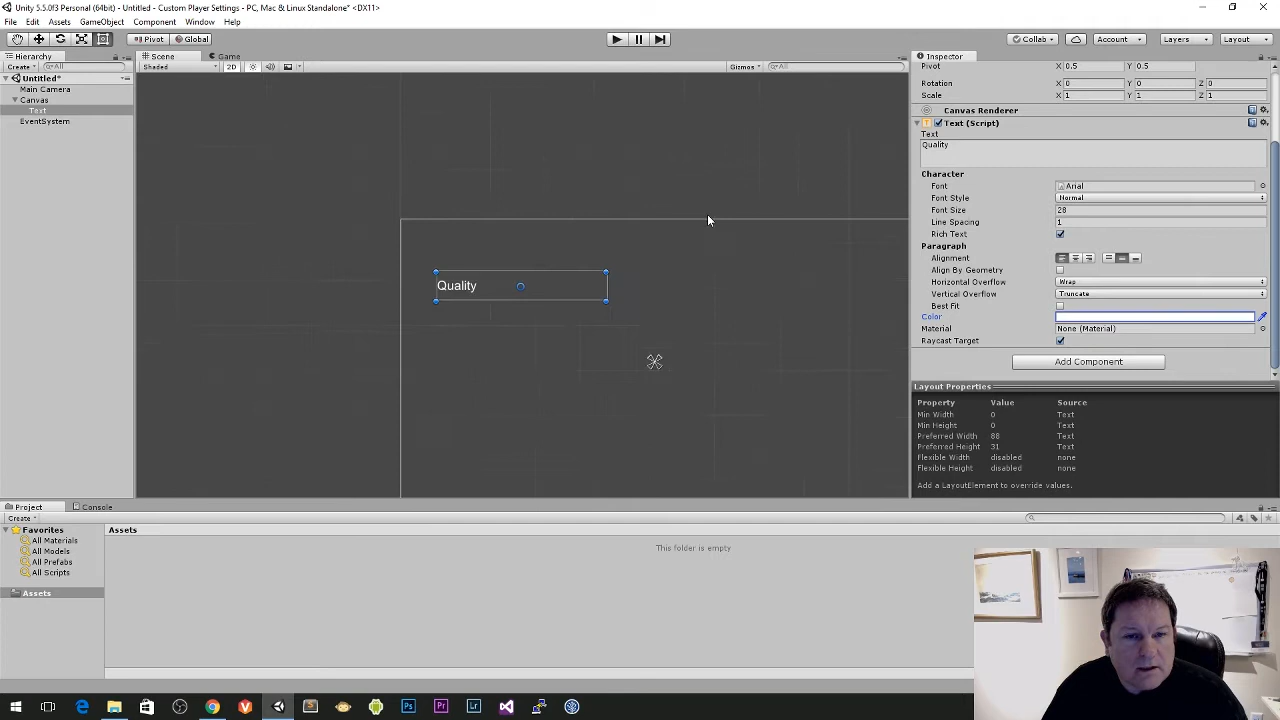 Unity 5.5.0f3 Personal (64bit) - Untitled - Custom Player Settings - PC, Mac & Linux Standalone* <DX11>
File Edit Assets GameObject Component Window Help
Pivot Global Collab Account Layers Layout
Hierarchy Scene Game Inspector
Create All Shaded 2D Gizmos All
Pivot X 0.5 Y 0.5
Untitled*
Main Camera
Rotation X 0 Y 0 Z 0
Canvas
Scale X 1 Y 1 Z 1
Text
Canvas Renderer
EventSystem
Text (Script)
Text
Quality
Character
Font Arial
Font Style Normal
Font Size 28
Line Spacing 1
Rich Text
Paragraph
Alignment
Align By Geometry
Horizontal Overflow Wrap
Vertical Overflow Truncate
Best Fit
Color
Material None (Material)
Raycast Target
Quality
Add Component
Layout Properties
Property Value Source
Min Width 0 Text
Min Height 0 Text
Preferred Width 88 Text
Preferred Height 31 Text
Flexible Width disabled none
Flexible Height disabled none
Add a LayoutElement to override values.
Project Console
Create
Favorites
All Materials
All Models
All Prefabs
All Scripts
Assets
Assets
This folder is empty